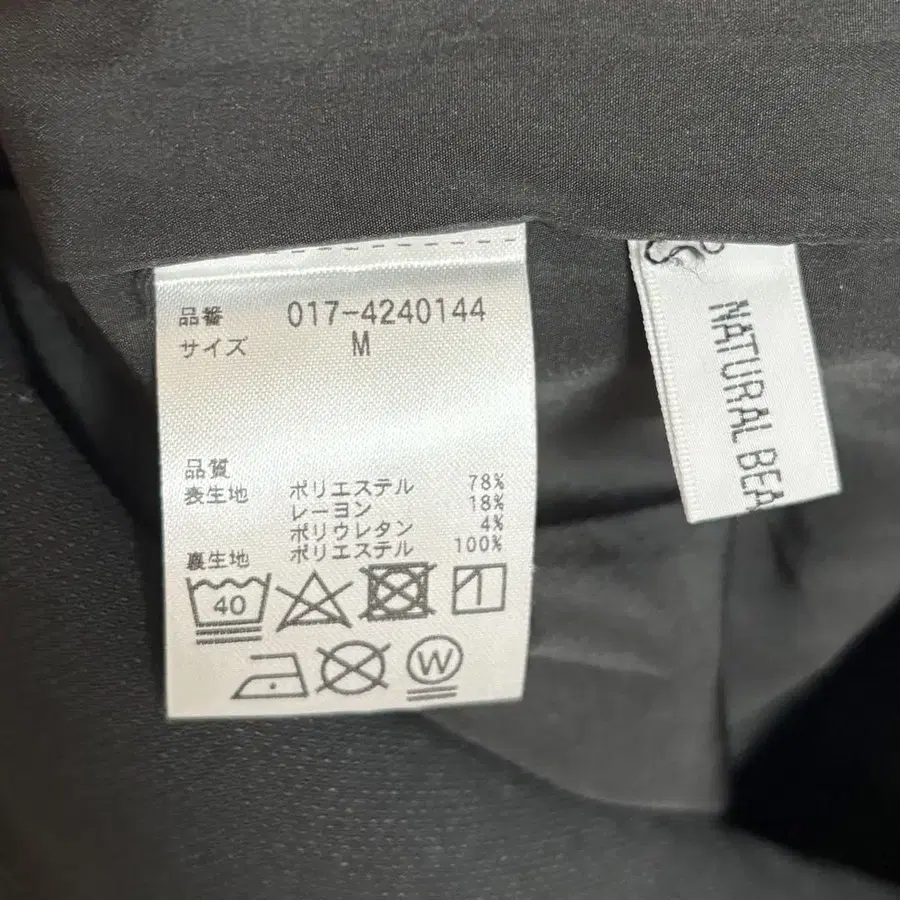 品番 017-4240144
サイズ M
品質
表生地 ポリエステル 78%
レーヨン 18%
ポリウレタン 4%
裏生地 ポリエステル 100%
40
W
NATURAL BEA